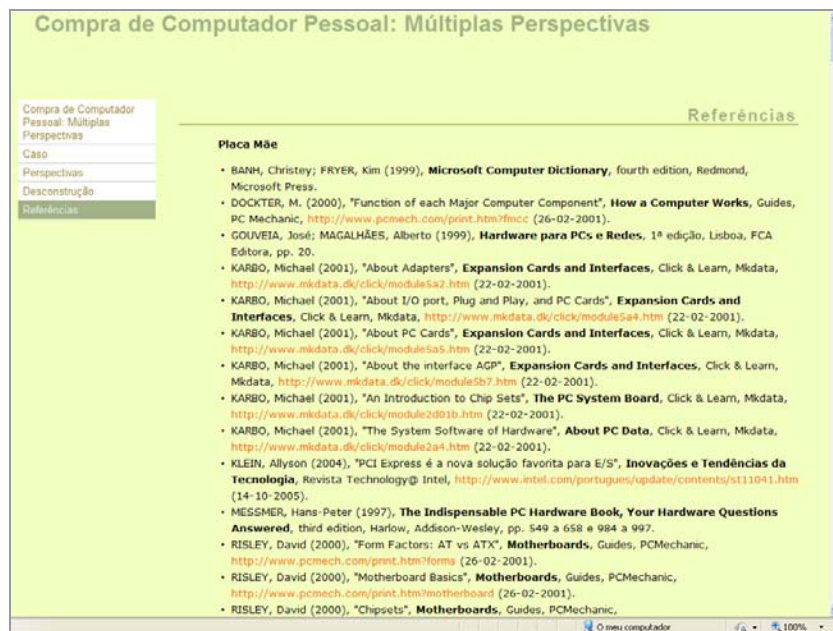 Compra de Computador Pessoal: Múltiplas Perspectivas
Compra de Computador
Pessoal: Múltiplas
Perspectivas
Caso
Perspectivas
Desconstrução
Referências
Referências
Placa Mãe
• BANH, Christey; FRYER, Kim (1999), Microsoft Computer Dictionary, fourth edition, Redmond,
Microsoft Press.
• DOCKTER, M. (2000), "Function of each Major Computer Component", How a Computer Works, Guides,
PC Mechanic, http://www.pcmech.com/print.htm?fmcc (26-02-2001).
• GOUVEIA, José; MAGALHÃES, Alberto (1999), Hardware para PCs e Redes, 1ª edição, Lisboa, FCA
Editora, pp. 20.
• KARBO, Michael (2001), "About Adapters", Expansion Cards and Interfaces, Click & Learn, Mkdata,
http://www.mkdata.dk/click/module5a2.htm (22-02-2001).
• KARBO, Michael (2001), "About I/O port, Plug and Play, and PC Cards", Expansion Cards and
Interfaces, Click & Learn, Mkdata, http://www.mkdata.dk/click/module5a4.htm (22-02-2001).
• KARBO, Michael (2001), "About PC Cards", Expansion Cards and Interfaces, Click & Learn, Mkdata,
http://www.mkdata.dk/click/module5a5.htm (22-02-2001).
• KARBO, Michael (2001), "About the interface AGP", Expansion Cards and Interfaces, Click & Learn,
Mkdata, http://www.mkdata.dk/click/module5b7.htm (22-02-2001).
• KARBO, Michael (2001), "An Introduction to Chip Sets", The PC System Board, Click & Learn, Mkdata,
http://www.mkdata.dk/click/module2d01b.htm (22-02-2001).
• KARBO, Michael (2001), "The System Software of Hardware", About PC Data, Click & Learn, Mkdata,
http://www.mkdata.dk/click/module2a4.htm (22-02-2001).
• KLEIN, Allyson (2004), "PCI Express é a nova solução favorita para E/S", Inovações e Tendências da
Tecnologia, Revista Technology@ Intel, http://www.intel.com/portugues/update/contents/st11041.htm
(14-10-2005).
• MESSMER, Hans-Peter (1997), The Indispensable PC Hardware Book, Your Hardware Questions
Answered, third edition, Harlow, Addison-Wesley, pp. 549 a 658 e 984 a 997.
• RISLEY, David (2000), "Form Factors: AT vs ATX", Motherboards, Guides, PCMechanic,
http://www.pcmech.com/print.htm?forms (26-02-2001).
• RISLEY, David (2000), "Motherboard Basics", Motherboards, Guides, PCMechanic,
http://www.pcmech.com/print.htm?motherboard (26-02-2001).
• RISLEY, David (2000), "Chipsets", Motherboards, Guides, PCMechanic,
O meu computador
100%